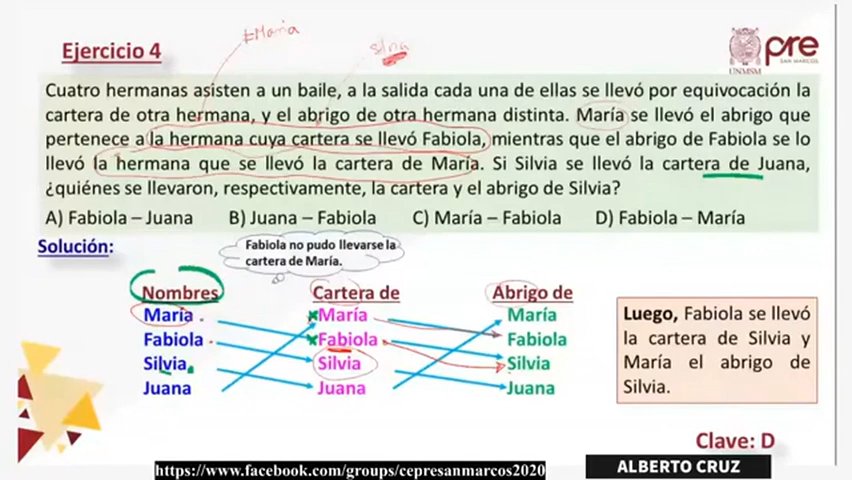 ≠María
Silvia
Ejercicio 4
UNMSM
pre
SAN MARCOS
Cuatro hermanas asisten a un baile, a la salida cada una de ellas se llevó por equivocación la
cartera de otra hermana, y el abrigo de otra hermana distinta. María se llevó el abrigo que
pertenece a la hermana cuya cartera se llevó Fabiola, mientras que el abrigo de Fabiola se lo
llevó la hermana que se llevó la cartera de María. Si Silvia se llevó la cartera de Juana,
¿quiénes se llevaron, respectivamente, la cartera y el abrigo de Silvia?
A) Fabiola – Juana B) Juana – Fabiola C) María – Fabiola D) Fabiola – María
Solución:
Fabiola no pudo llevarse la
cartera de María.
Nombres Cartera de Abrigo de
Maria María María
Fabiola Fabiola Fabiola
Silvia Silvia Silvia
Juana Juana Juana
Luego, Fabiola se llevó
la cartera de Silvia y
María el abrigo de
Silvia.
Clave: D
https://www.facebook.com/groups/cepresanmarcos2020
ALBERTO CRUZ